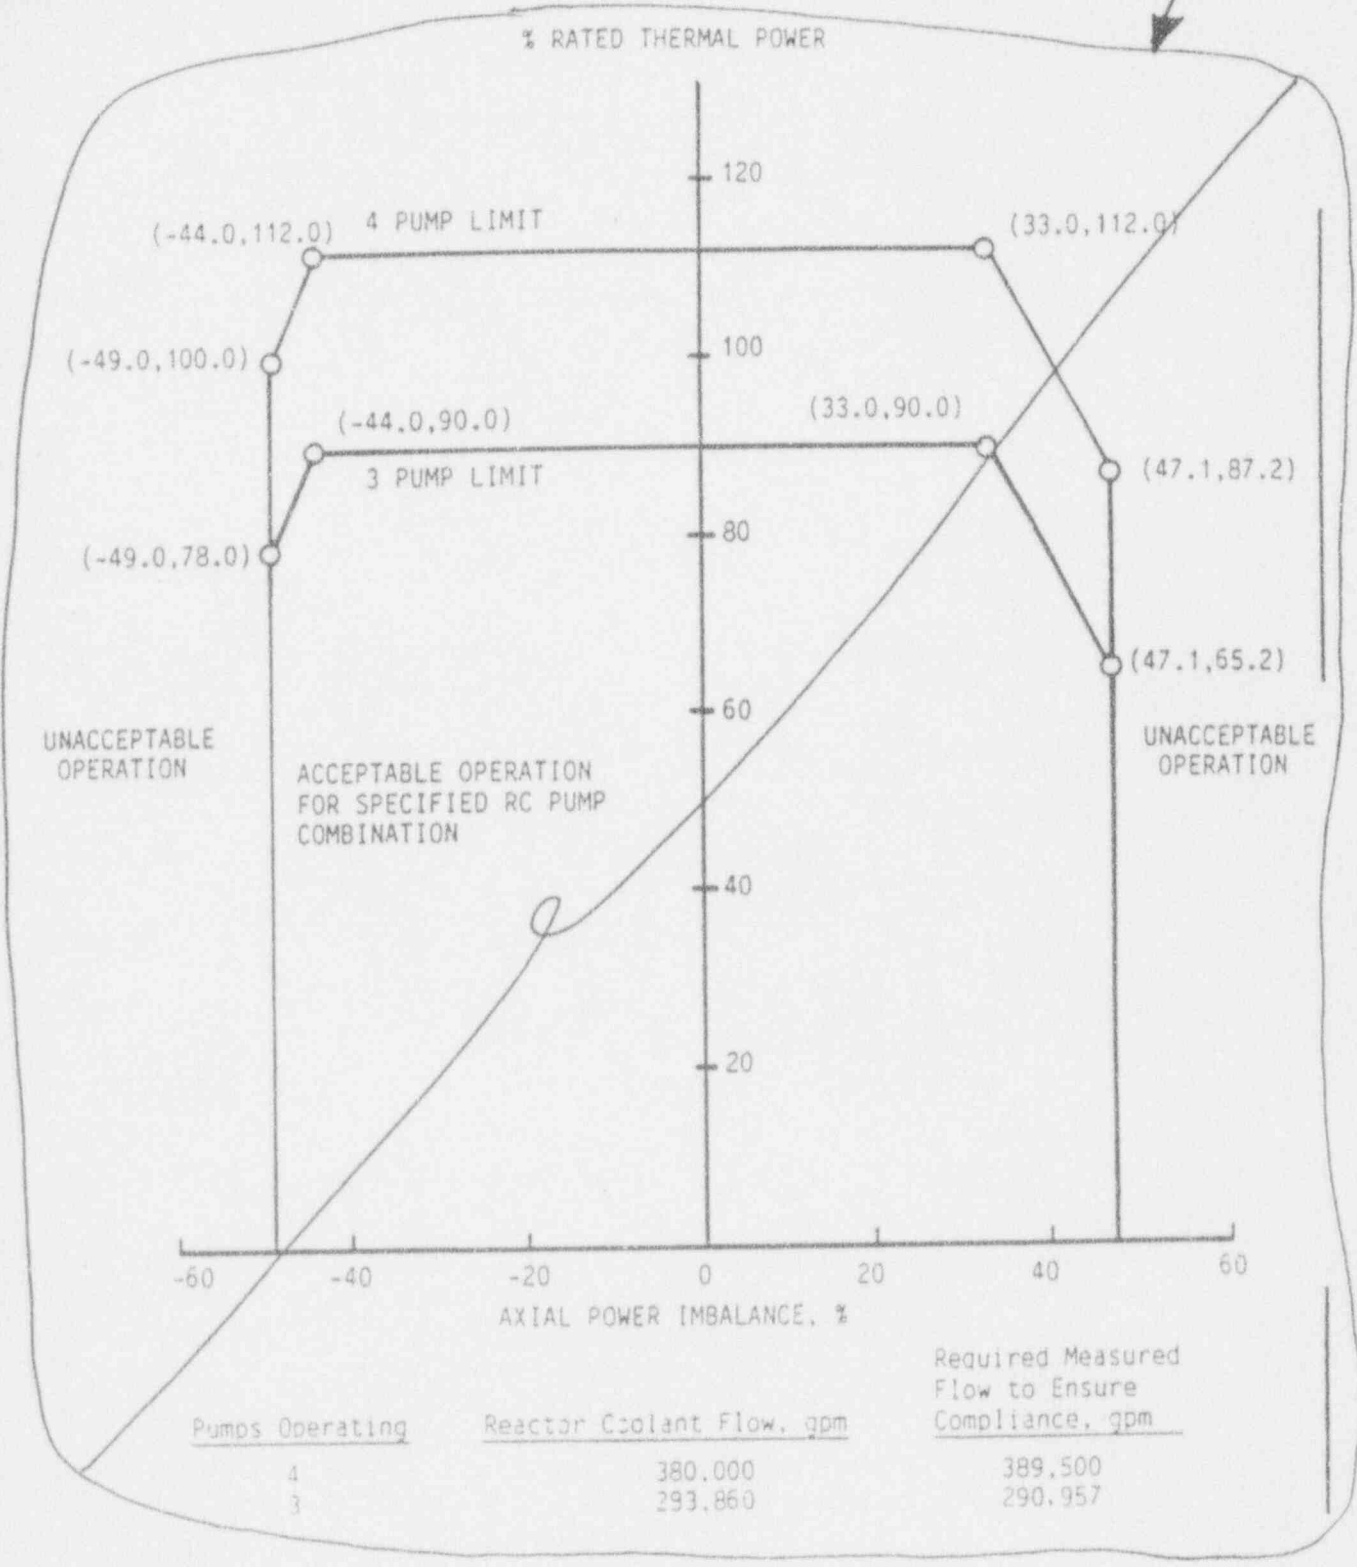 % RATED THERMAL POWER
120
(-44.0,112.0)
4 PUMP LIMIT
(33.0,112.0)
(-49.0,100.0)
100
(-44.0,90.0)
(33.0,90.0)
3 PUMP LIMIT
(47.1,87.2)
(-49.0,78.0)
80
(47.1,65.2)
60
UNACCEPTABLE
OPERATION
ACCEPTABLE OPERATION
FOR SPECIFIED RC PUMP
COMBINATION
UNACCEPTABLE
OPERATION
40
20
-60 -40 -20 0 20 40 60
AXIAL POWER IMBALANCE, %
Required Measured
Flow to Ensure
Pumps Operating Reactor Coolant Flow, gpm Compliance, gpm
4 380,000 389,500
3 293,860 290,957